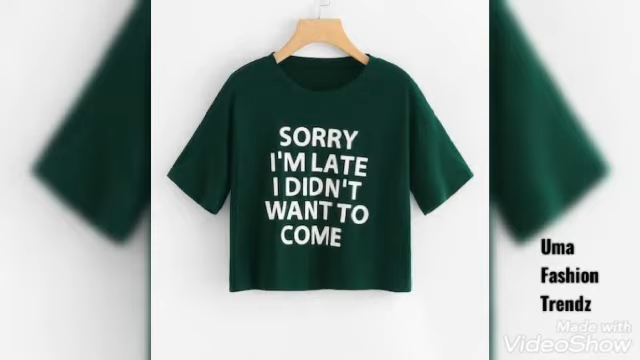 SORRY
I'M LATE
I DIDN'T
WANT TO
COME
Uma
Fashion
Trendz
Made with
VideoShow